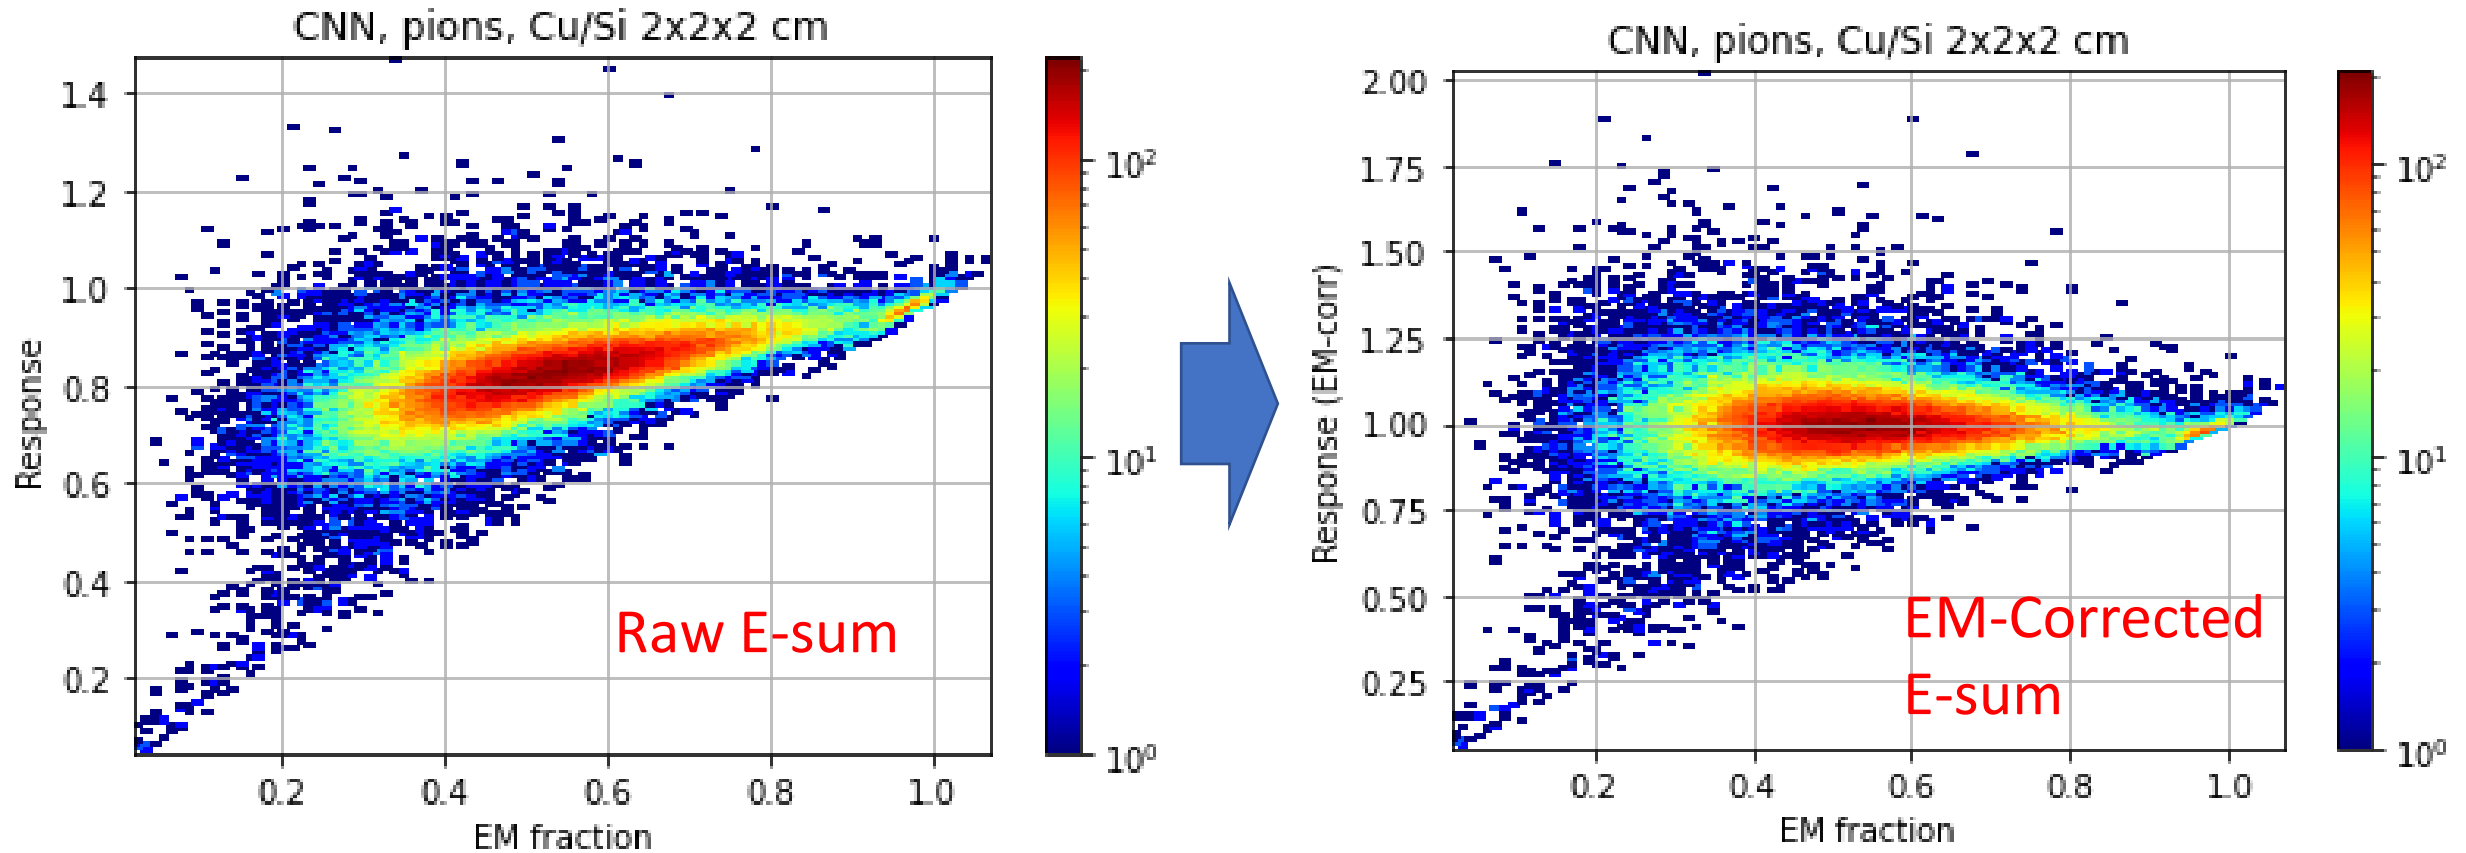 CNN, pions, Cu/Si 2x2x2 cm
1.4
1.2
1.0
0.8
0.6
0.4
0.2
Response
0.2 0.4 0.6 0.8 1.0
EM fraction
10²
10¹
10⁰
Raw E-sum
CNN, pions, Cu/Si 2x2x2 cm
2.00
1.75
1.50
1.25
1.00
0.75
0.50
0.25
Response (EM-corr)
0.2 0.4 0.6 0.8 1.0
EM fraction
10²
10¹
10⁰
EM-Corrected
E-sum